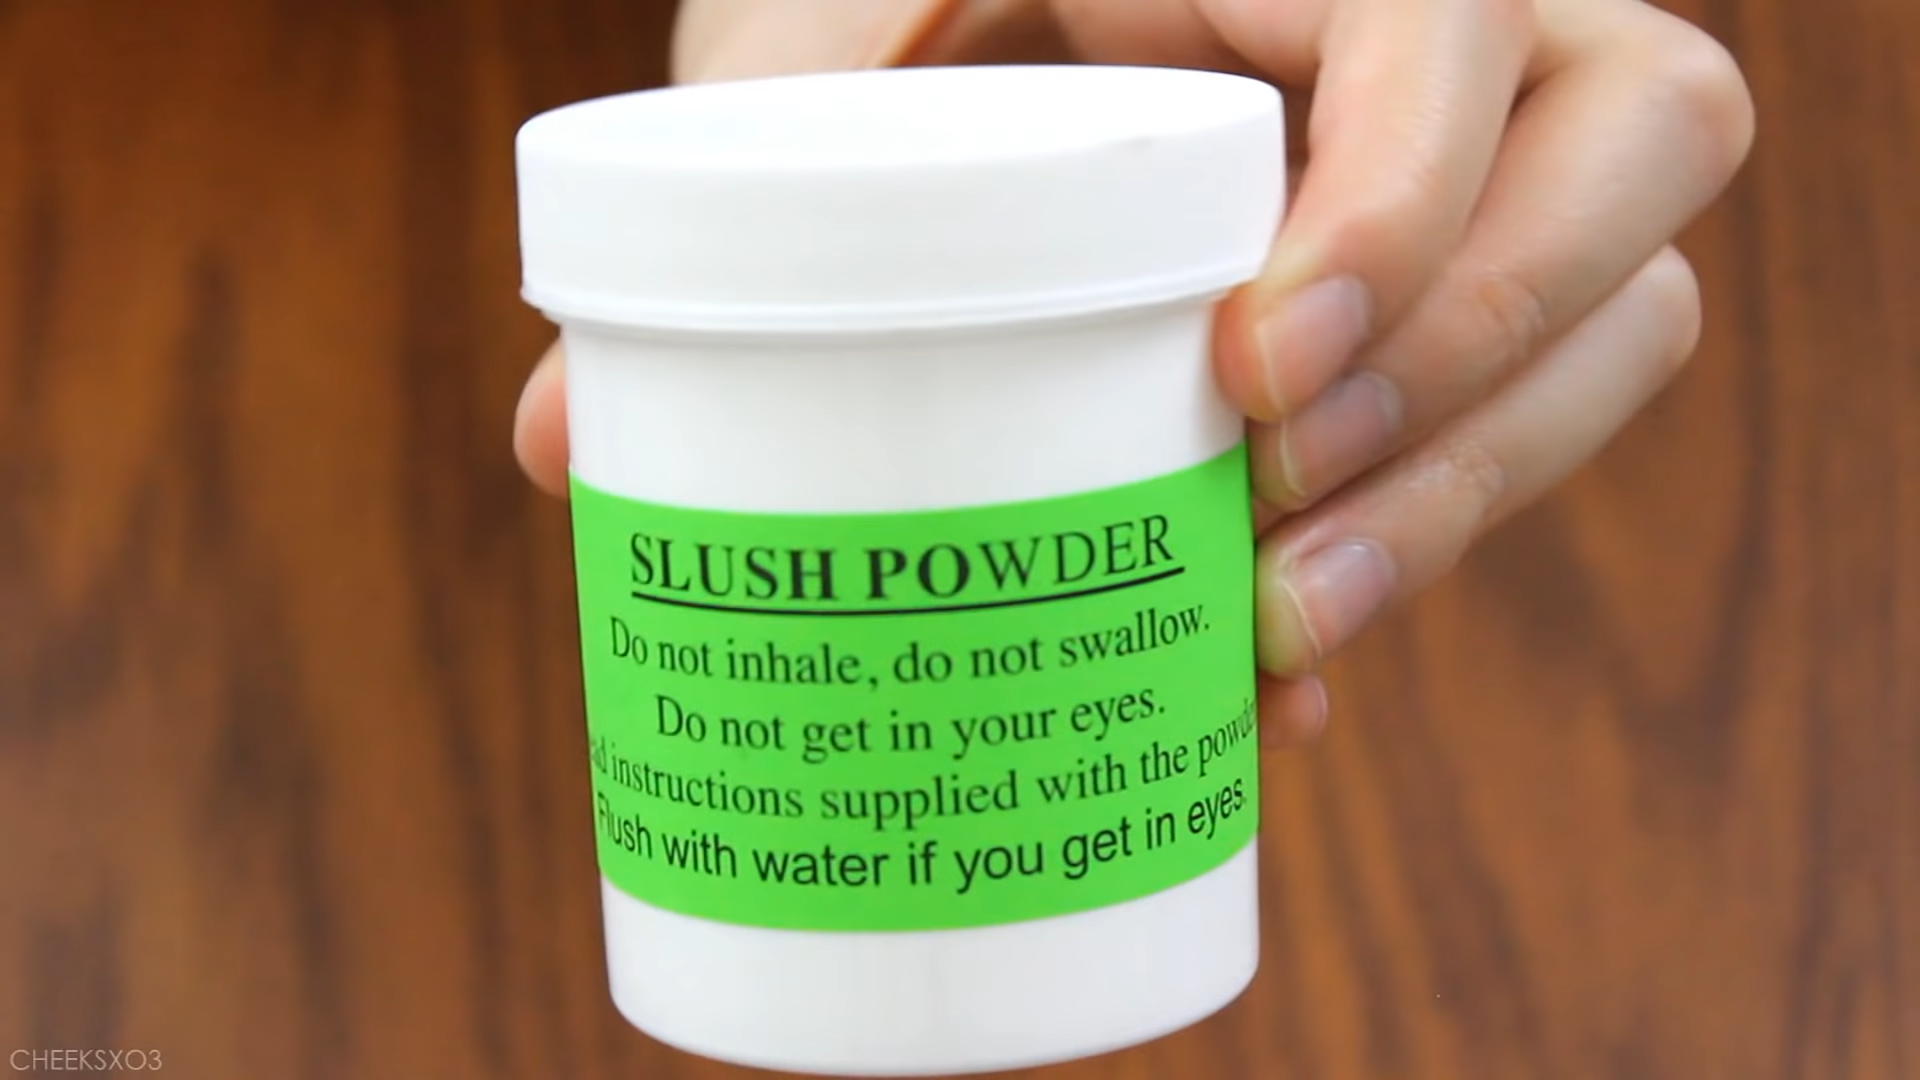 SLUSH POWDER
Do not inhale, do not swallow.
Do not get in your eyes.
instructions supplied with the
Flush with water if you get in eyes.
CHEEKSXO3